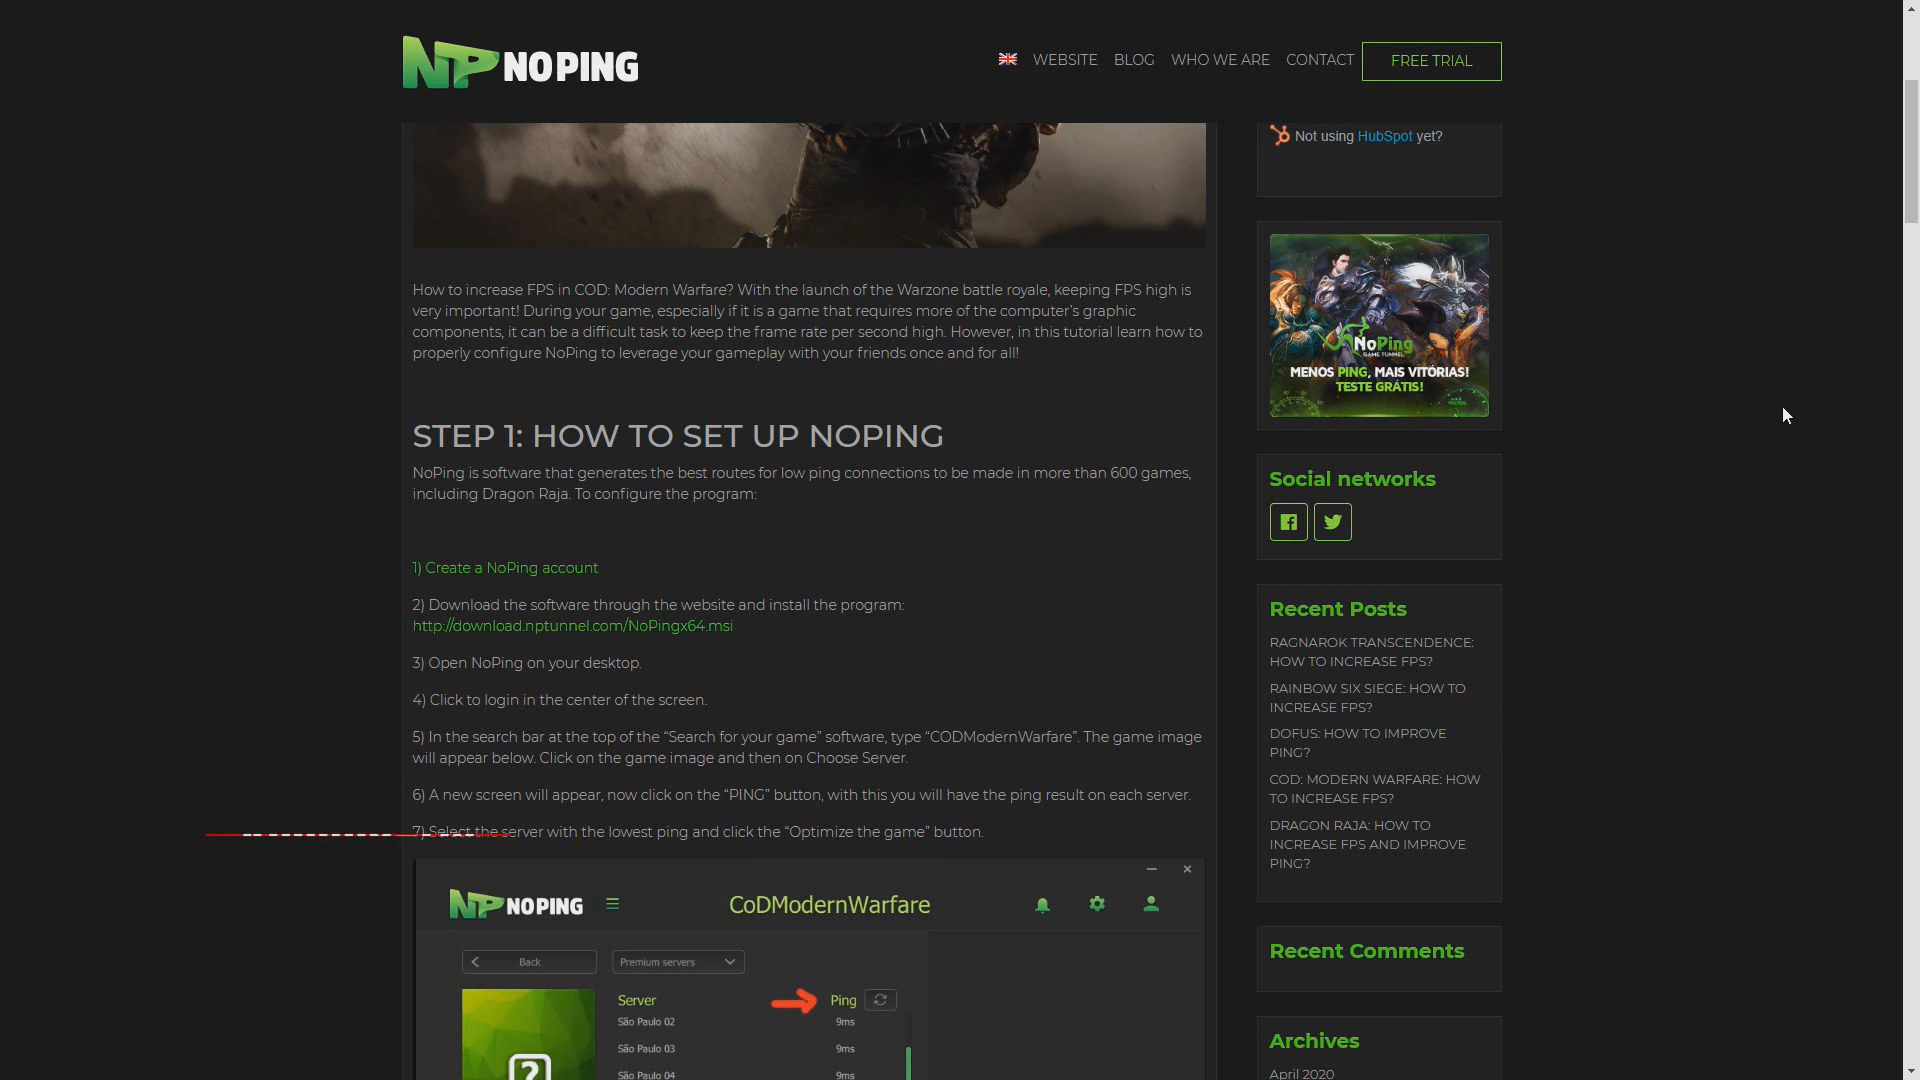 NP NOPING
WEBSITE BLOG WHO WE ARE CONTACT FREE TRIAL
Not using HubSpot yet?
How to increase FPS in COD: Modern Warfare? With the launch of the Warzone battle royale, keeping FPS high is
very important! During your game, especially if it is a game that requires more of the computer's graphic
components, it can be a difficult task to keep the frame rate per second high. However, in this tutorial learn how to
properly configure NoPing to leverage your gameplay with your friends once and for all!
STEP 1: HOW TO SET UP NOPING
NoPing is software that generates the best routes for low ping connections to be made in more than 600 games,
including Dragon Raja. To configure the program:
1) Create a NoPing account
2) Download the software through the website and install the program:
http://download.nptunnel.com/NoPingx64.msi
3) Open NoPing on your desktop.
4) Click to login in the center of the screen.
5) In the search bar at the top of the “Search for your game” software, type “CODModernWarfare”. The game image
will appear below. Click on the game image and then on Choose Server.
6) A new screen will appear, now click on the “PING” button, with this you will have the ping result on each server.
7) Select the server with the lowest ping and click the “Optimize the game” button.
NP NOPING
CoDModernWarfare
Back
Premium servers
Server Ping
São Paulo 02 9ms
São Paulo 03 9ms
São Paulo 04 9ms
?
NoPing
GAME TUNNEL
MENOS PING, MAIS VITÓRIAS!
TESTE GRÁTIS!
Social networks
Recent Posts
RAGNAROK TRANSCENDENCE:
HOW TO INCREASE FPS?
RAINBOW SIX SIEGE: HOW TO
INCREASE FPS?
DOFUS: HOW TO IMPROVE
PING?
COD: MODERN WARFARE: HOW
TO INCREASE FPS?
DRAGON RAJA: HOW TO
INCREASE FPS AND IMPROVE
PING?
Recent Comments
Archives
April 2020